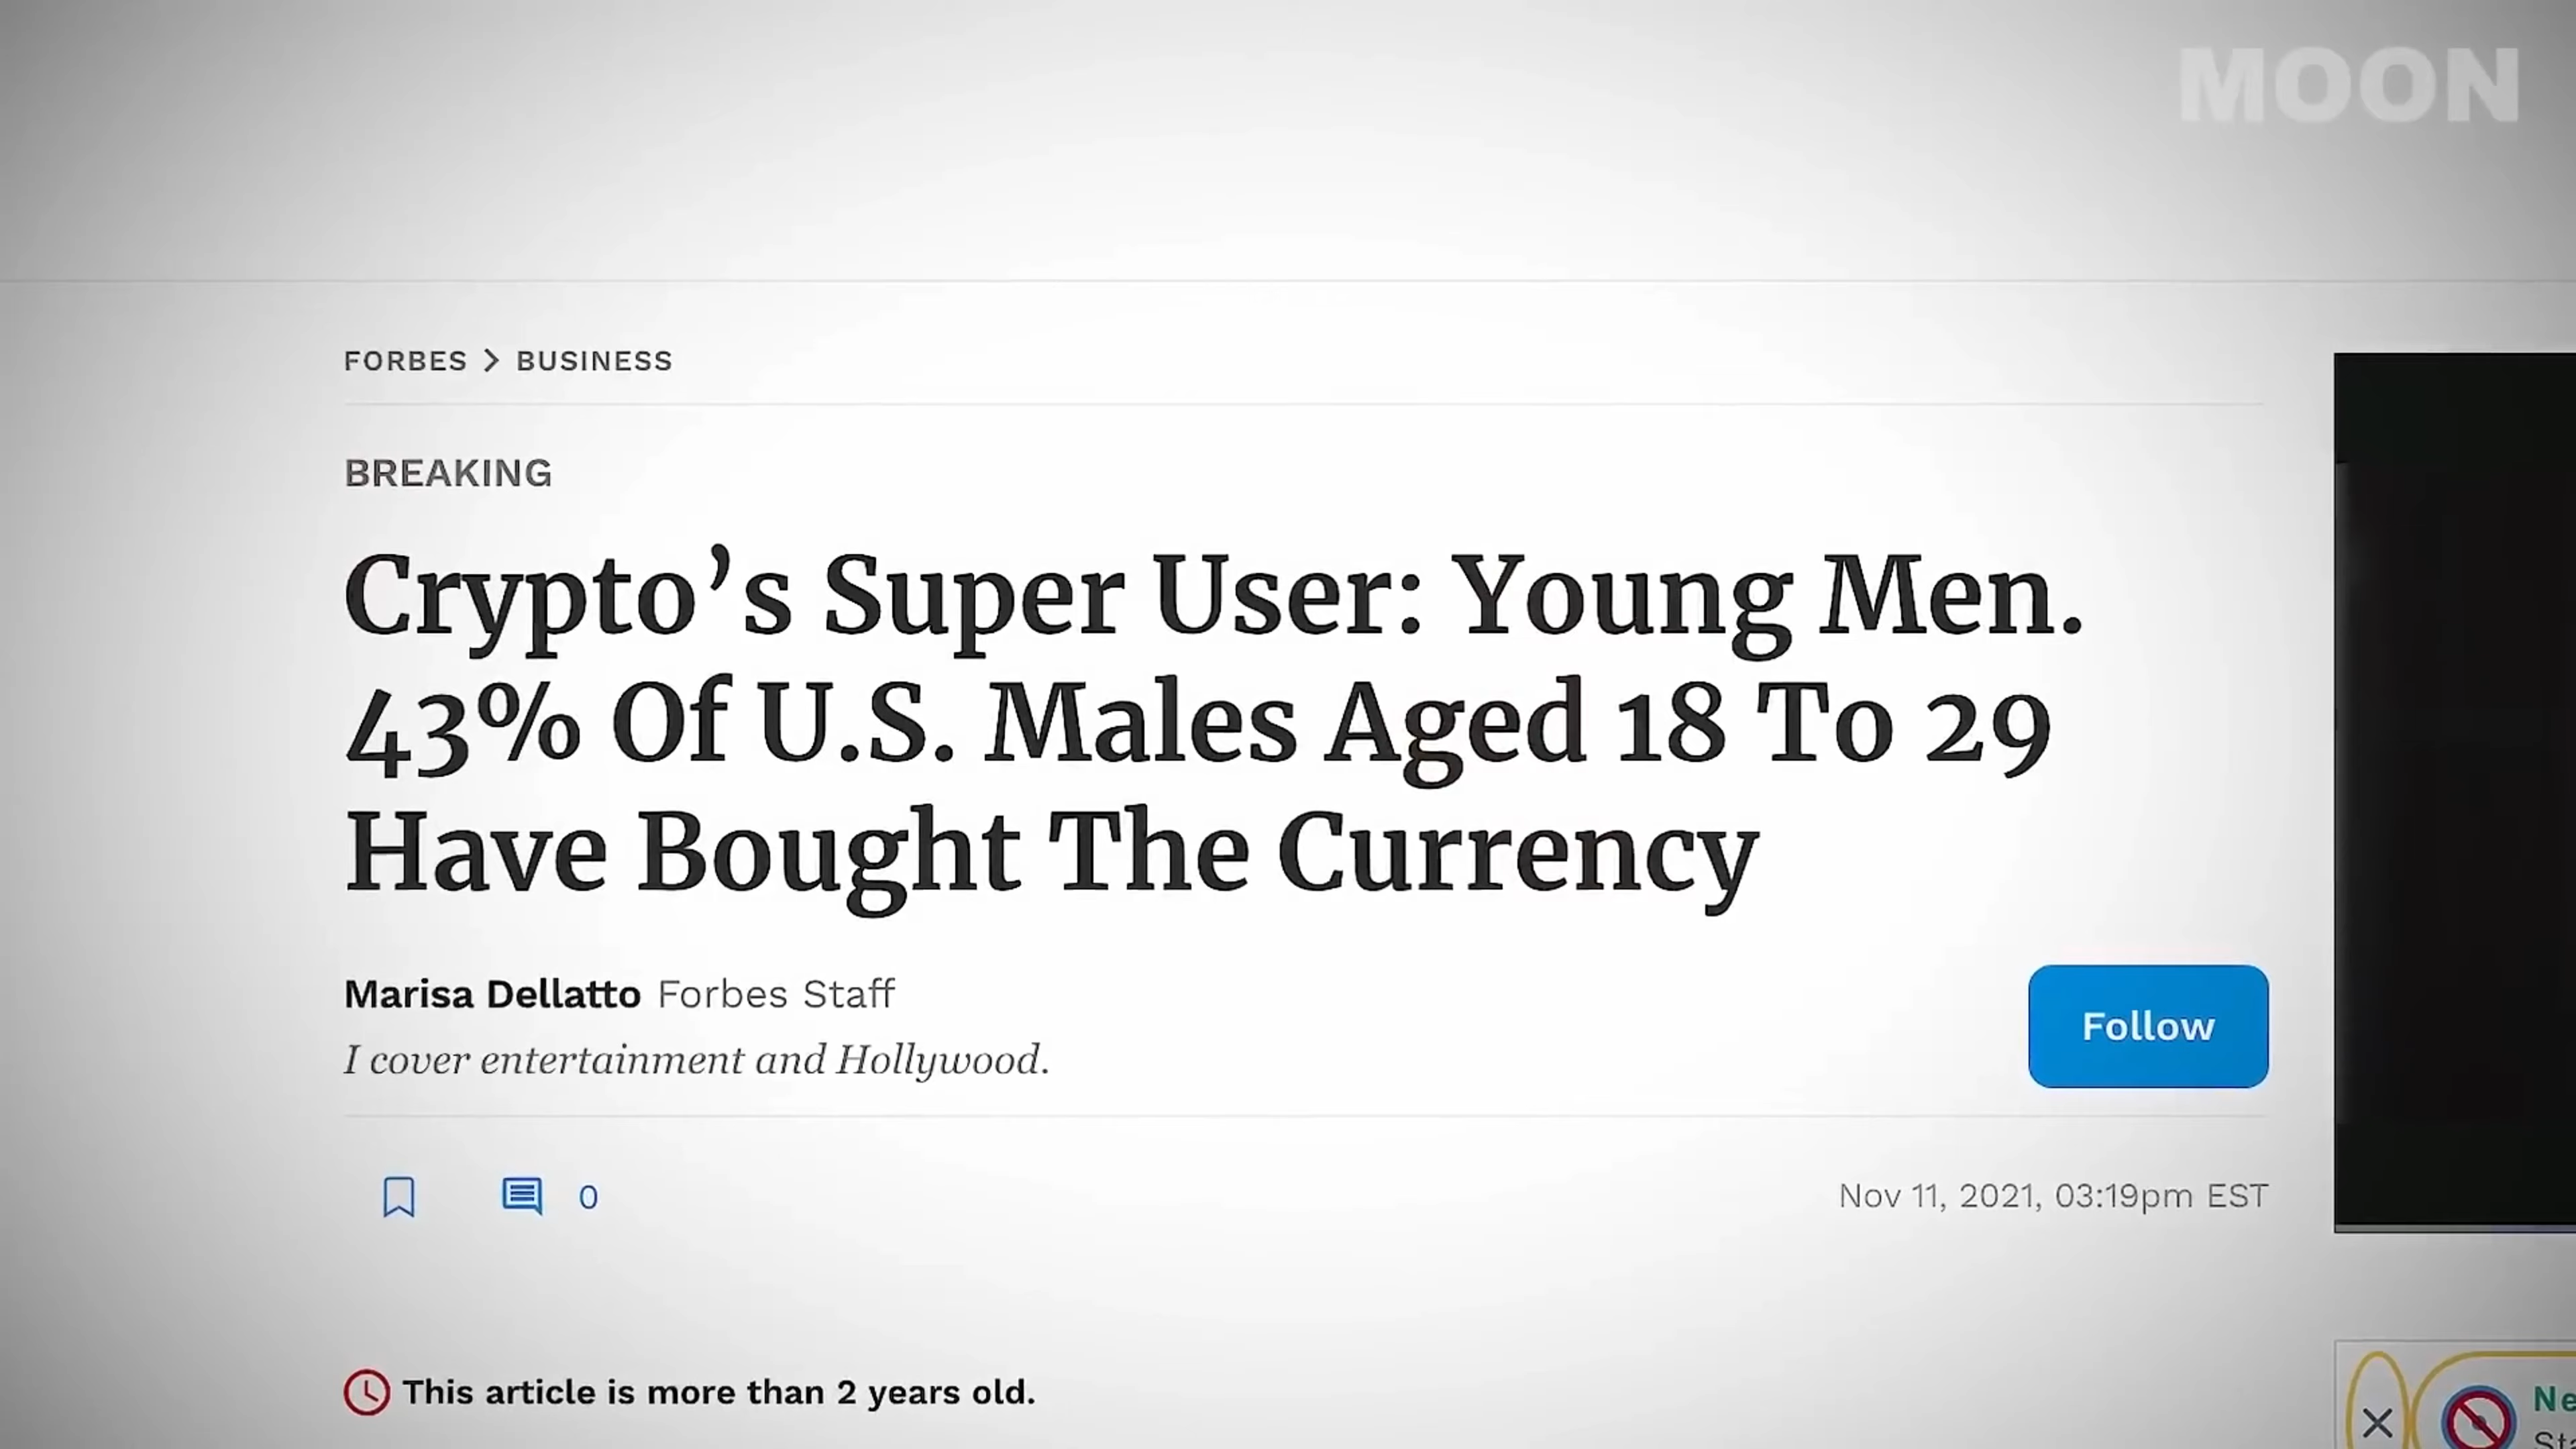 MOON
FORBES > BUSINESS
BREAKING
Crypto’s Super User: Young Men.
43% Of U.S. Males Aged 18 To 29
Have Bought The Currency
Marisa Dellatto Forbes Staff
I cover entertainment and Hollywood.
Follow
0
Nov 11, 2021, 03:19pm EST
This article is more than 2 years old.